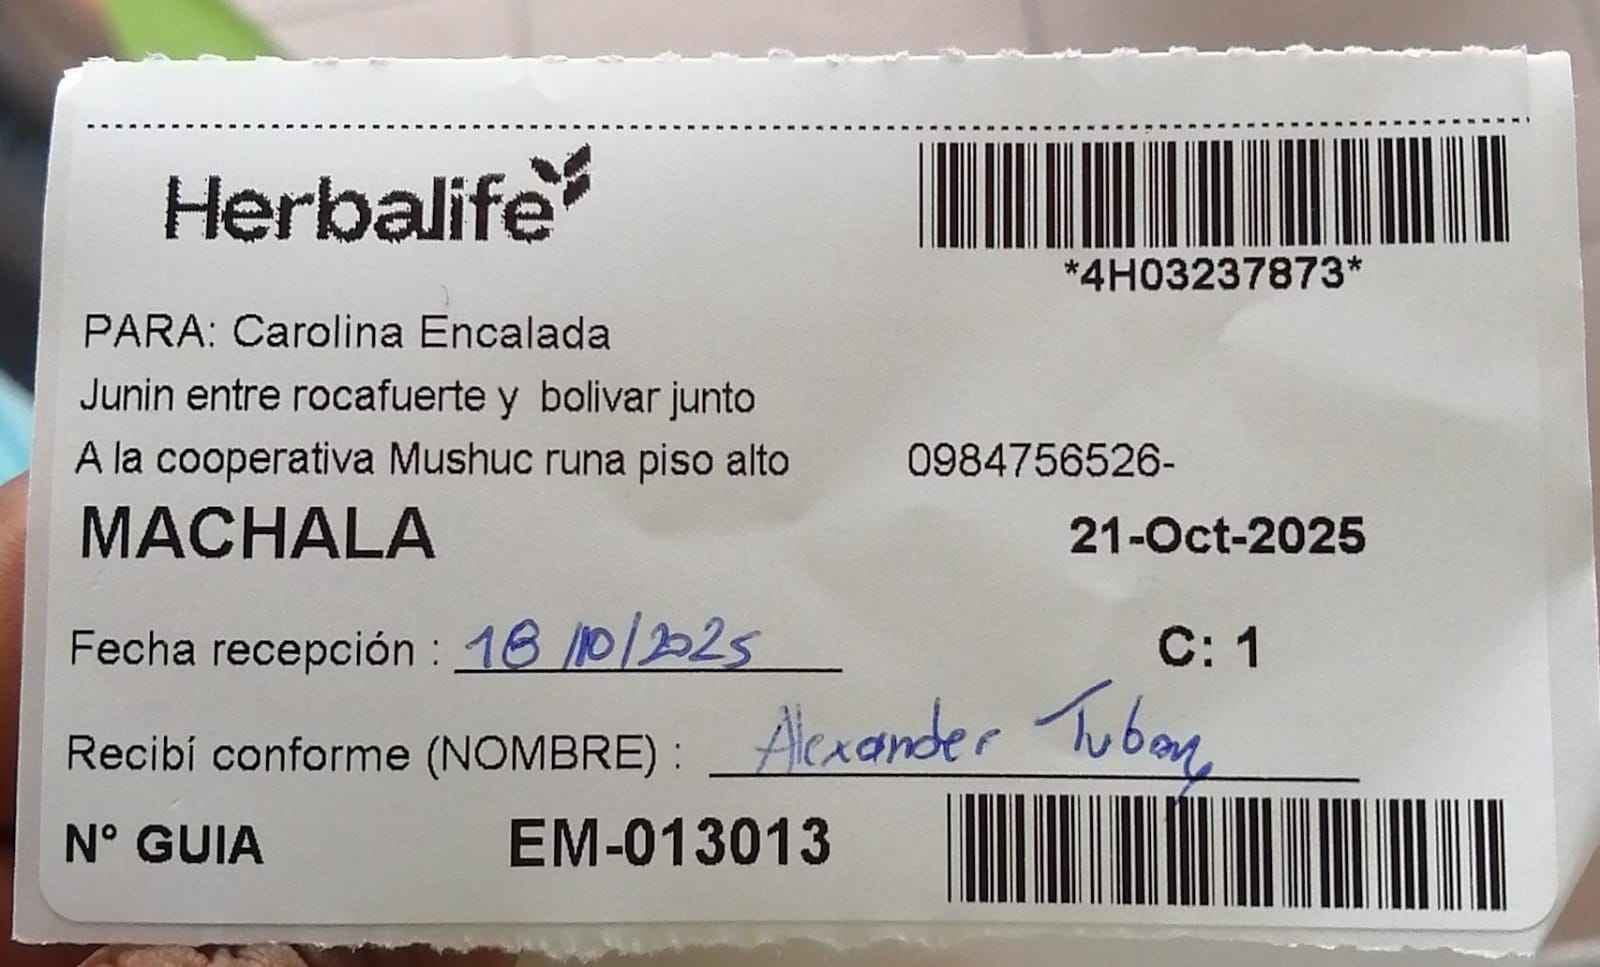 Herbalife
*4H03237873*
PARA: Carolina Encalada
Junin entre rocafuerte y bolivar junto
A la cooperativa Mushuc runa piso alto 0984756526-
MACHALA 21-Oct-2025
Fecha recepción : 18/10/2025 C: 1
Recibí conforme (NOMBRE) : Alexander
N° GUIA EM-013013